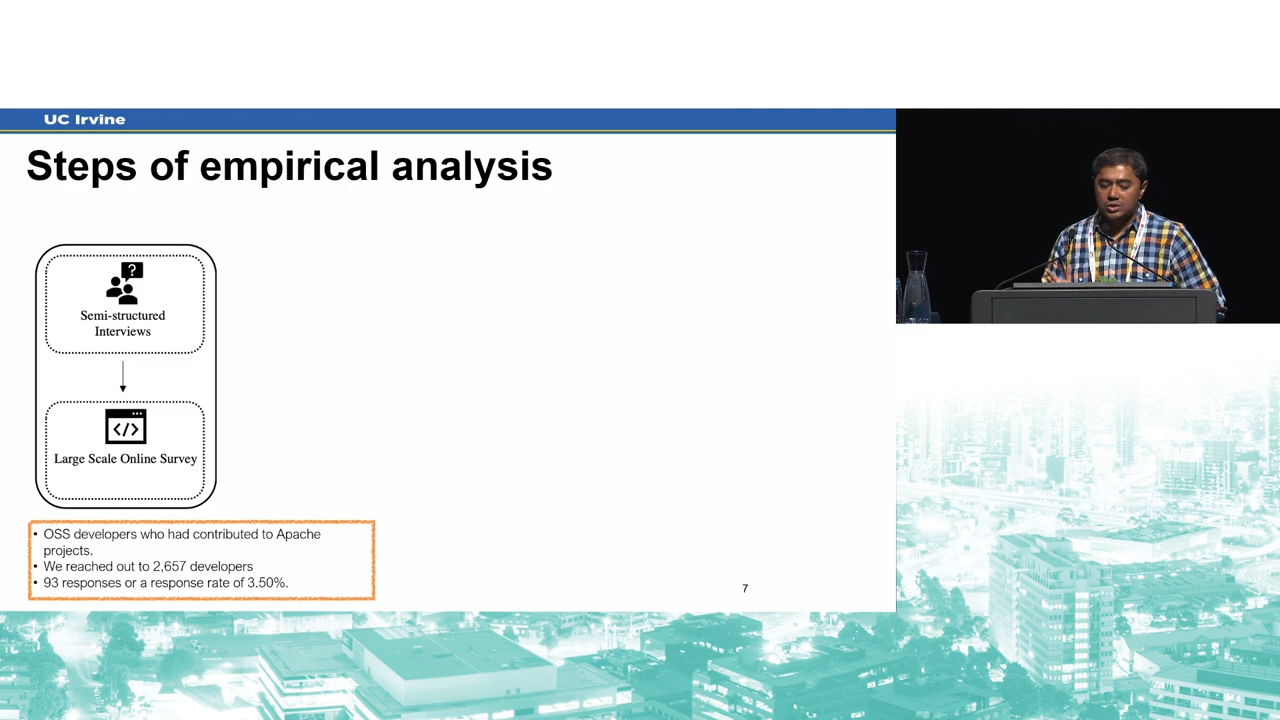 UC Irvine
Steps of empirical analysis
?
Semi-structured
Interviews
</>
Large Scale Online Survey
• OSS developers who had contributed to Apache
projects.
• We reached out to 2,657 developers
• 93 responses or a response rate of 3.50%.
7